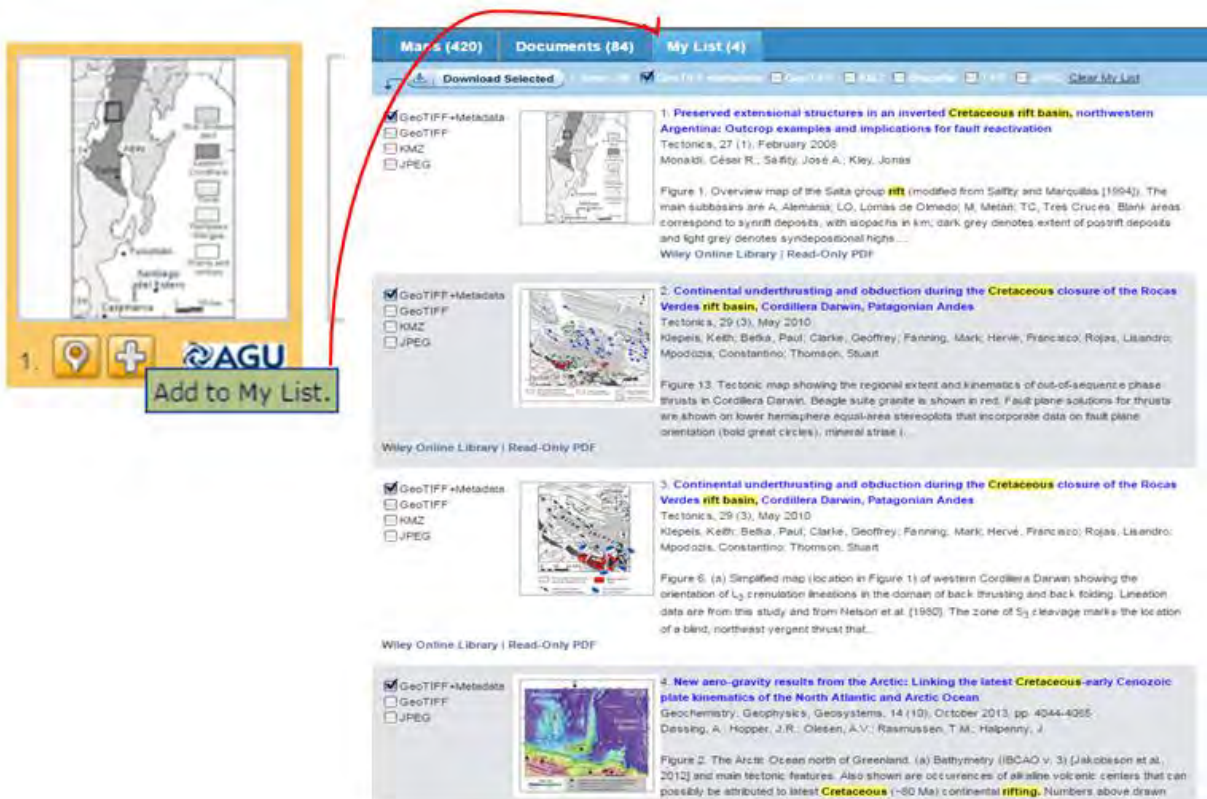 1.
AGU
Add to My List.
Maps (420)
Documents (84)
My List (4)
Download Selected
GeoTIFF+Metadata
GeoTIFF
KMZ
Clear My List
GeoTIFF+Metadata
GeoTIFF
KMZ
JPEG
1. Preserved extensional structures in an inverted Cretaceous rift basin, northwestern
Argentina: Outcrop examples and implications for fault reactivation
Tectonics, 27 (1), February 2008
Monaldi, César R.; Salfity, José A.; Kley, Jonas
Figure 1. Overview map of the Salta group rift (modified from Salfity and Marquillas [1994]). The
main subbasins are A, Alemania; LO, Lomas de Olmedo; M, Metán; TC, Tres Cruces. Blank areas
correspond to synrift deposits, with isopachs in km; dark grey denotes extent of postrift deposits
and light grey denotes syndepositional highs....
Wiley Online Library | Read-Only PDF
GeoTIFF+Metadata
GeoTIFF
KMZ
JPEG
2. Continental underthrusting and obduction during the Cretaceous closure of the Rocas
Verdes rift basin, Cordillera Darwin, Patagonian Andes
Tectonics, 29 (3), May 2010
Klepeis, Keith; Betka, Paul; Clarke, Geoffrey; Fanning, Mark; Hervé, Francisco; Rojas, Lisandro;
Mpodozis, Constantino; Thomson, Stuart
Figure 13. Tectonic map showing the regional extent and kinematics of out-of-sequence phase
thrusts in Cordillera Darwin. Beagle suite granite is shown in red. Fault plane solutions for thrusts
are shown on lower hemisphere equal-area stereoplots that incorporate data on fault plane
orientation (bold great circles), mineral striae (...
Wiley Online Library | Read-Only PDF
GeoTIFF+Metadata
GeoTIFF
KMZ
JPEG
3. Continental underthrusting and obduction during the Cretaceous closure of the Rocas
Verdes rift basin, Cordillera Darwin, Patagonian Andes
Tectonics, 29 (3), May 2010
Klepeis, Keith; Betka, Paul; Clarke, Geoffrey; Fanning, Mark; Hervé, Francisco; Rojas, Lisandro;
Mpodozis, Constantino; Thomson, Stuart
Figure 6. (a) Simplified map (location in Figure 1) of western Cordillera Darwin showing the
orientation of L3 crenulation lineations in the domain of back thrusting and back folding. Lineation
data are from this study and from Nelson et al. [1980]. The zone of S3 cleavage marks the location
of a blind, northeast vergent thrust that...
Wiley Online Library | Read-Only PDF
GeoTIFF+Metadata
GeoTIFF
JPEG
4. New aero-gravity results from the Arctic: Linking the latest Cretaceous-early Cenozoic
plate kinematics of the North Atlantic and Arctic Ocean
Geochemistry, Geophysics, Geosystems, 14 (10), October 2013, pp. 4044-4065
Døssing, A.; Hopper, J.R.; Olesen, A.V.; Rasmussen, T.M.; Halpenny, J.
Figure 2. The Arctic Ocean north of Greenland. (a) Bathymetry (IBCAO v. 3) [Jakobsson et al.,
2012] and main tectonic features. Also shown are occurrences of alkaline volcanic centers that can
possibly be attributed to latest Cretaceous (~80 Ma) continental rifting. Numbers above drawn